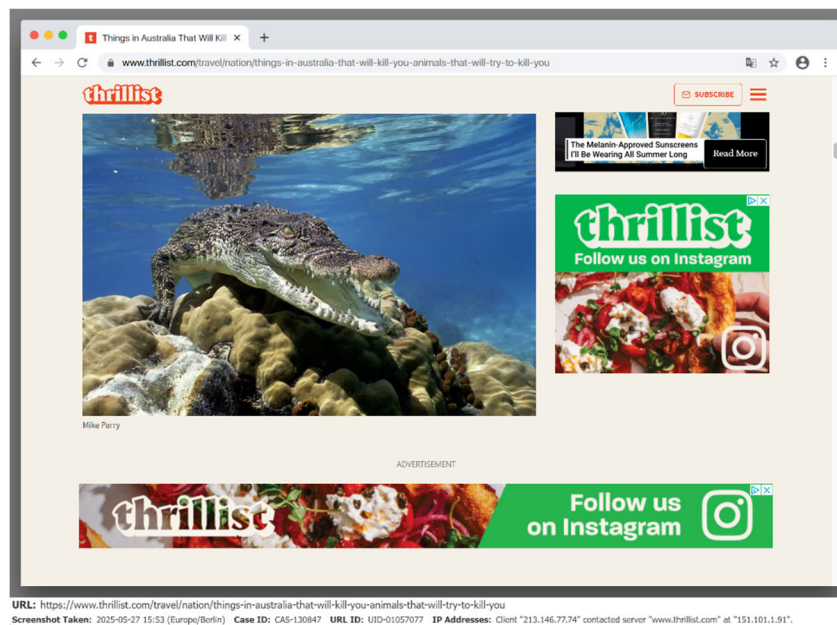 Things in Australia That Will Kill
www.thrillist.com/travel/nation/things-in-australia-that-will-kill-you-animals-that-will-try-to-kill-you
thrillist
SUBSCRIBE
The Melanin-Approved Sunscreens
I'll Be Wearing All Summer Long
Read More
thrillist
Follow us on Instagram
Mike Parry
ADVERTISEMENT
thrillist
Follow us
on Instagram
URL: https://www.thrillist.com/travel/nation/things-in-australia-that-will-kill-you-animals-that-will-try-to-kill-you
Screenshot Taken: 2025-05-27 15:53 (Europe/Berlin) Case ID: CAS-130847 URL ID: UID-01057077 IP Addresses: Client "213.146.77.74" contacted server "www.thrillist.com" at "151.101.1.91".